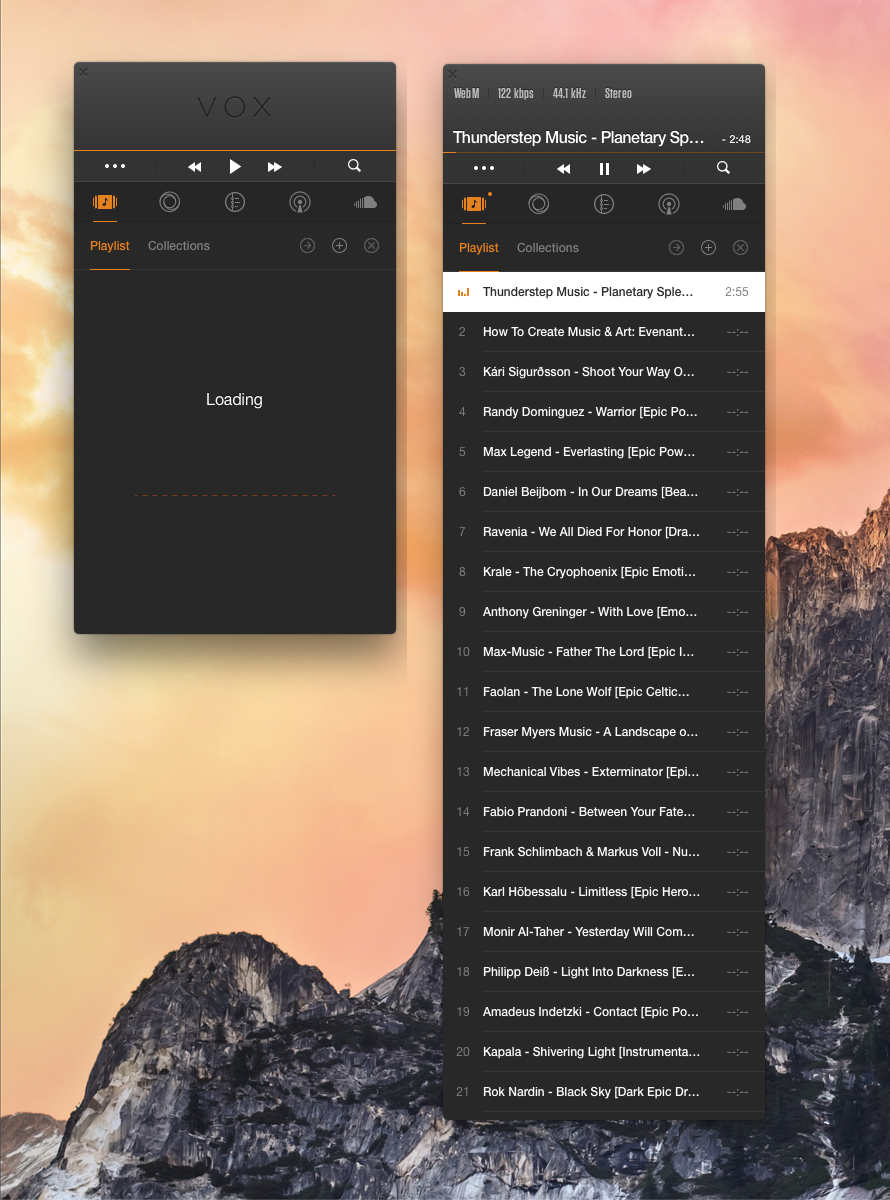 VOX
Playlist Collections
Loading
WebM 122 kbps 44.1 kHz Stereo
Thunderstep Music - Planetary Sp… - 2:48
Playlist Collections
Thunderstep Music - Planetary Sple… 2:55
2 How To Create Music & Art: Evenant… --:--
3 Kári Sigurðsson - Shoot Your Way O… --:--
4 Randy Dominguez - Warrior [Epic Po… --:--
5 Max Legend - Everlasting [Epic Pow… --:--
6 Daniel Beijbom - In Our Dreams [Bea… --:--
7 Ravenia - We All Died For Honor [Dra… --:--
8 Krale - The Cryophoenix [Epic Emoti… --:--
9 Anthony Greninger - With Love [Emo… --:--
10 Max-Music - Father The Lord [Epic I… --:--
11 Faolan - The Lone Wolf [Epic Celtic… --:--
12 Fraser Myers Music - A Landscape o… --:--
13 Mechanical Vibes - Exterminator [Epi… --:--
14 Fabio Prandoni - Between Your Fate… --:--
15 Frank Schlimbach & Markus Voll - Nu… --:--
16 Karl Hõbessalu - Limitless [Epic Hero… --:--
17 Monir Al-Taher - Yesterday Will Com… --:--
18 Philipp Deiß - Light Into Darkness [E… --:--
19 Amadeus Indetzki - Contact [Epic Po… --:--
20 Kapala - Shivering Light [Instrumenta… --:--
21 Rok Nardin - Black Sky [Dark Epic Dr… --:--